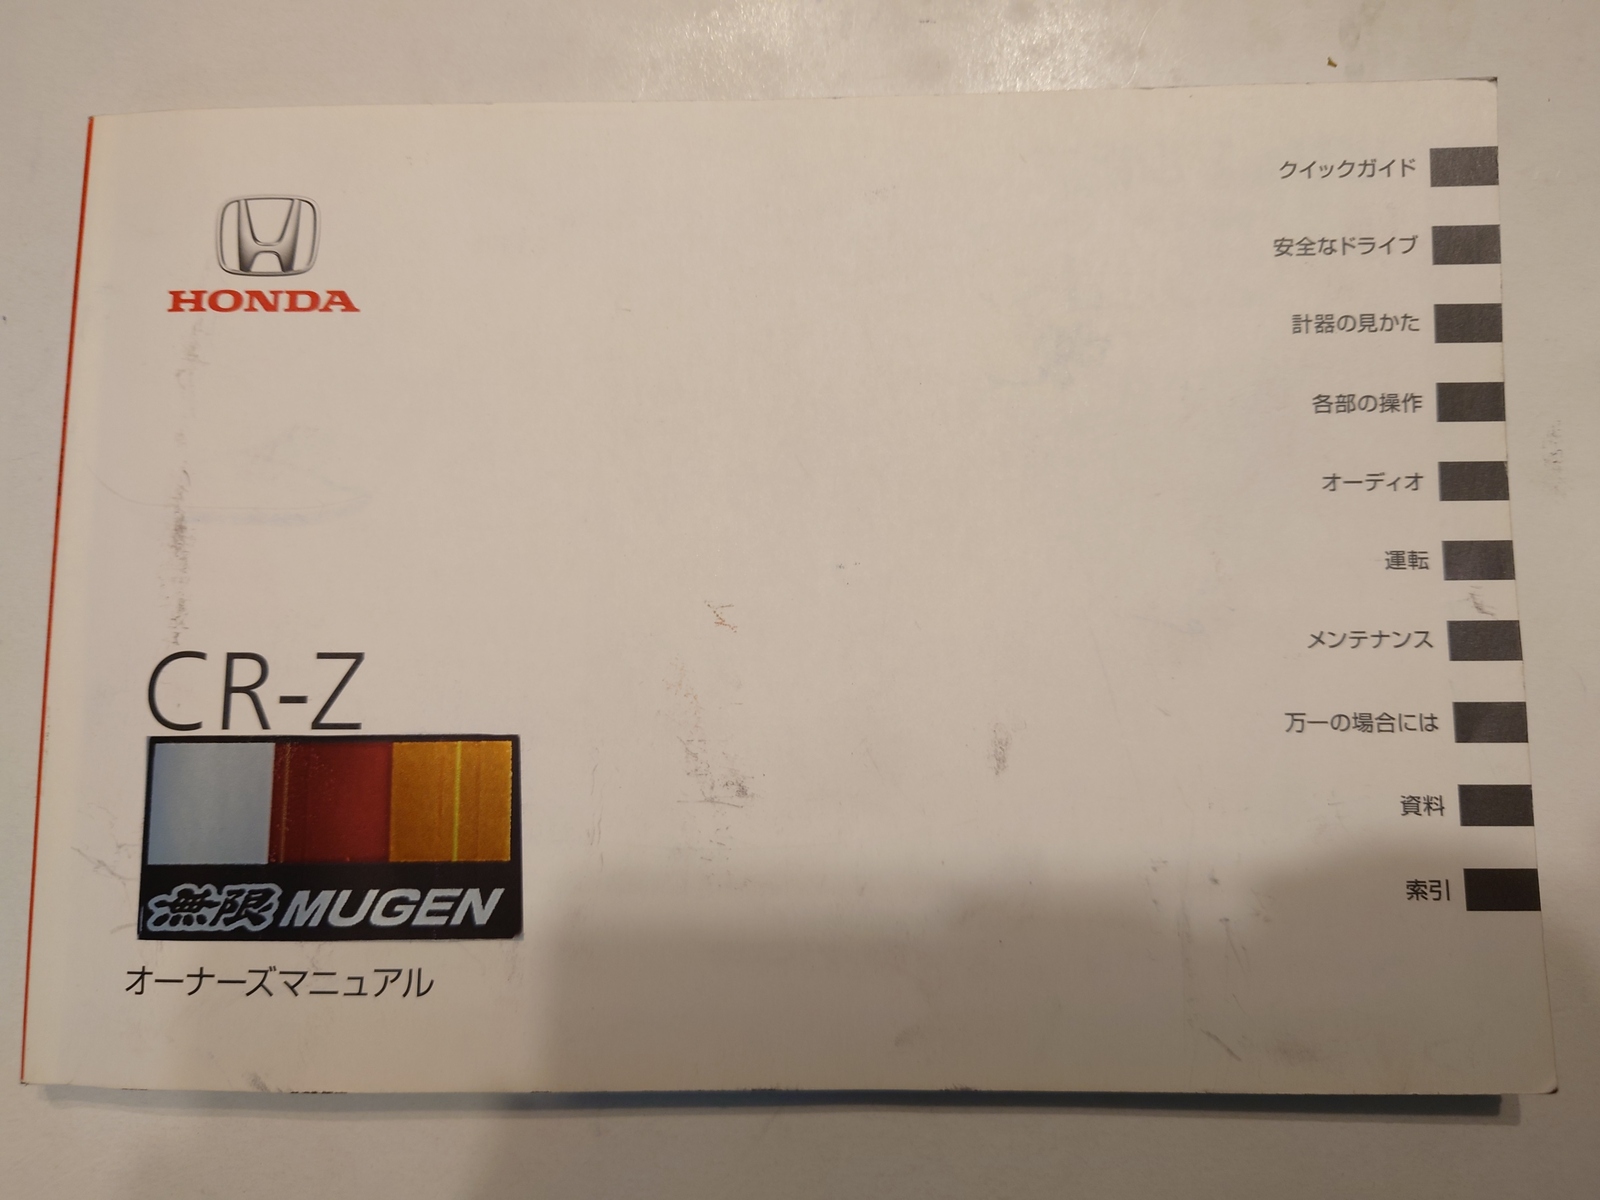 HONDA
CR-Z
無限 MUGEN
オーナーズマニュアル
クイックガイド
安全なドライブ
計器の見かた
各部の操作
オーディオ
運転
メンテナンス
万一の場合には
資料
索引